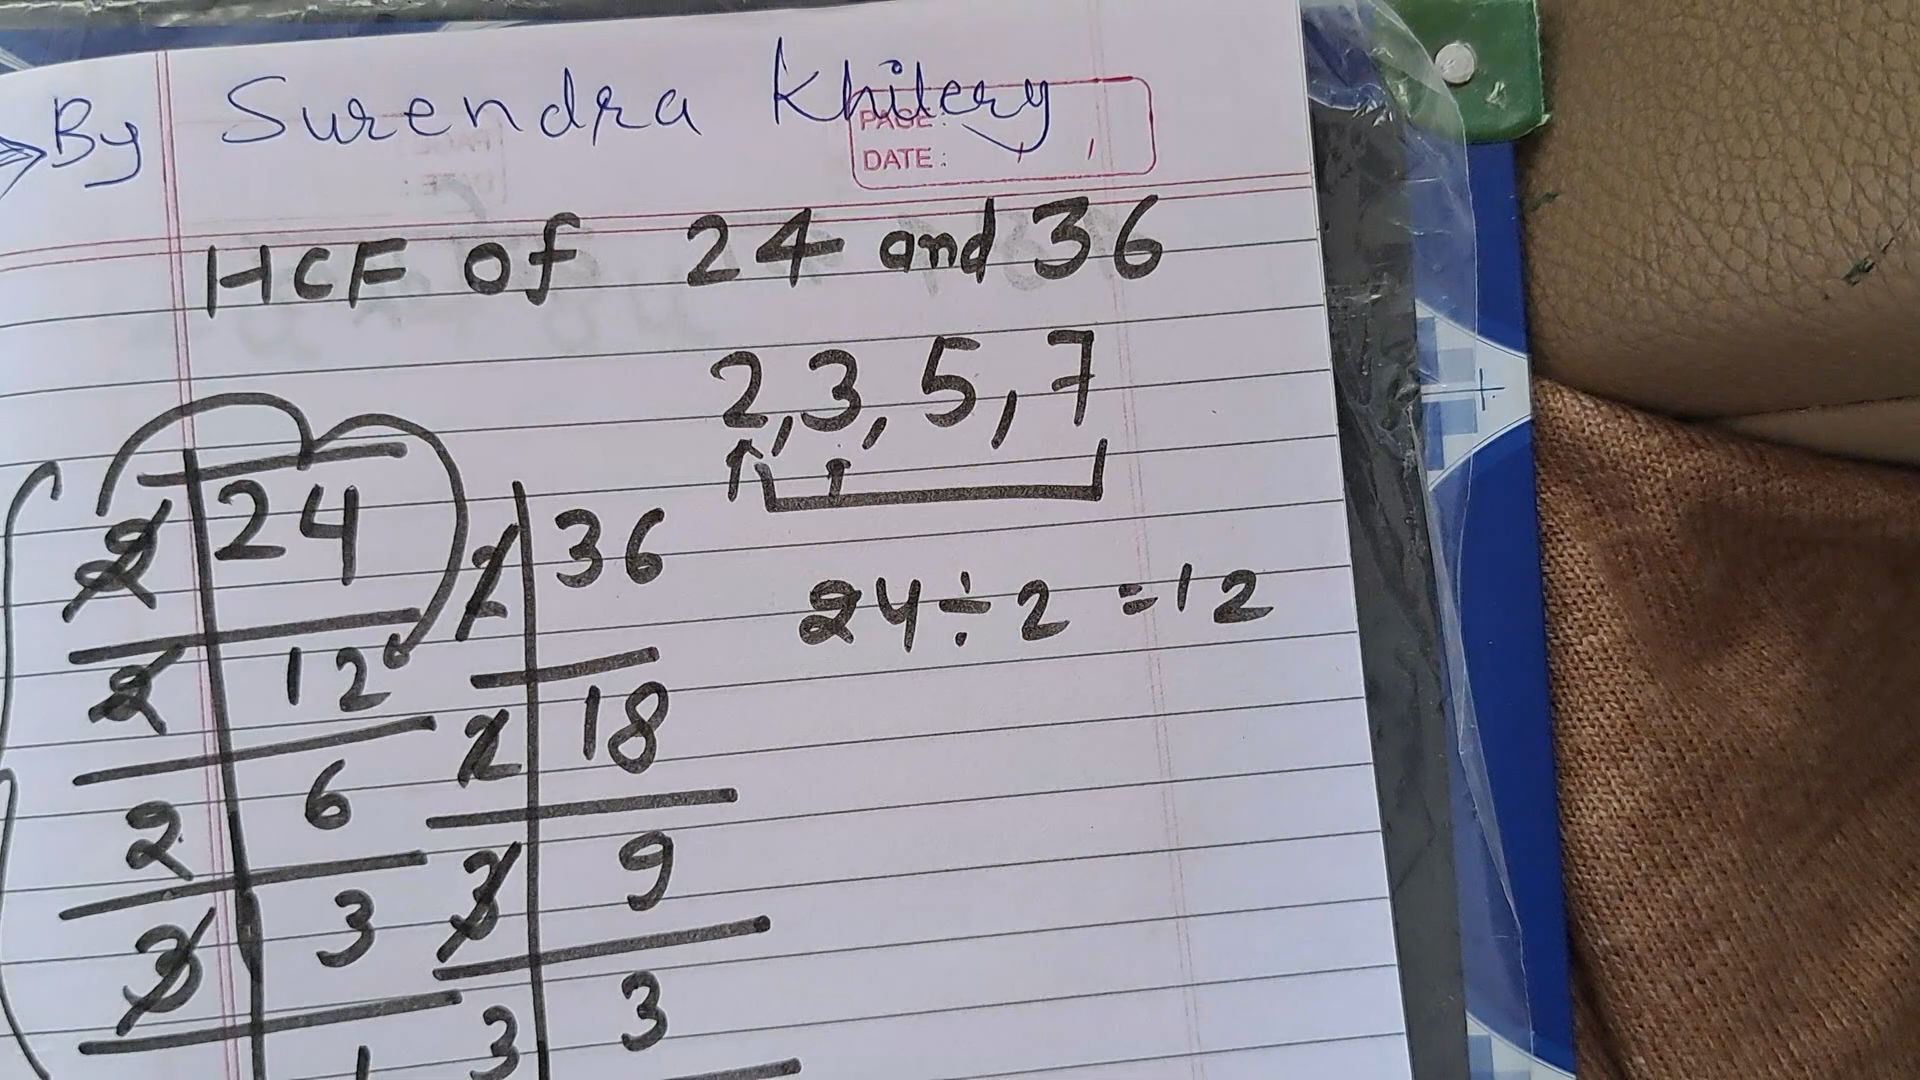 By Surendra Khilery
PAGE :
DATE : / /
HCF Of 24 and 36
2, 3, 5, 7
2 24
2 36
24 ÷ 2 = 12
2 12
2 18
2 6
3 9
3 3
3 3
1